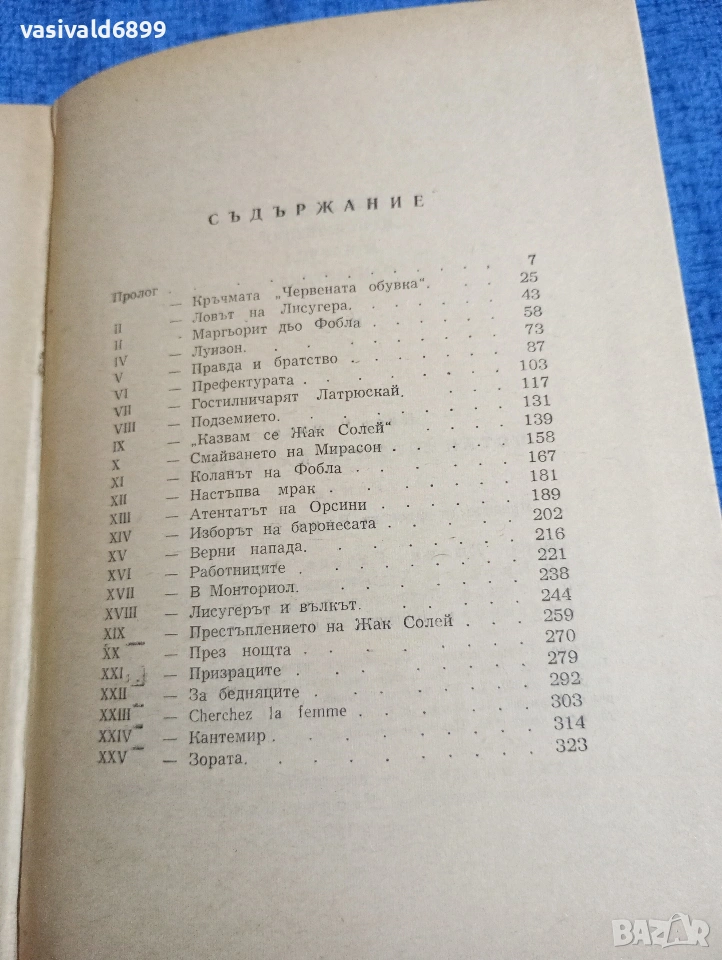 vasivald6899
СЪДЪРЖАНИЕ
Пролог . . . . . . . . . . . 7
— Кръчмата „Червената обувка“. . . . . 25
II — Ловът на Лисугера. . . . . . . 43
II . Маргьорит дьо Фобла . . . . . . 58
IV — Луизон. . . . . . . . . . 73
V — Правда и братство . . . . . . . 87
VI — Префектурата . . . . . . . . 103
VII — Гостилничарят Латрюскай. . . . . 117
VIII — Подземието. . . . . . . . . 131
IX — „Казвам се Жак Солей“ . . . . . 139
X — Смайването на Мирасон . . . . . 158
XI — Коланът на Фобла . . . . . . . 167
XII — Настъпва мрак . . . . . . . . 181
XIII — Атентатът на Орсини . . . . . . 189
XIV — Изборът на баронесата . . . . . 202
XV — Верни напада. . . . . . . . 216
XVI — Работниците . . . . . . . . 221
XVII — В Монториол. . . . . . . . . 238
XVIII — Лисугерът и вълкът. . . . . . . 244
XIX — Престъплението на Жак Солей . . . . 259
XX — През нощта . . . . . . . . . 270
XXI — Призраците . . . . . . . . . 279
XXII — За бедняците . . . . . . . . 292
XXIII — Cherchez la femme . . . . . . . 303
XXIV — Кантемир . . . . . . . . . 314
XXV — Зората. . . . . . . . . . 323
BAZAR